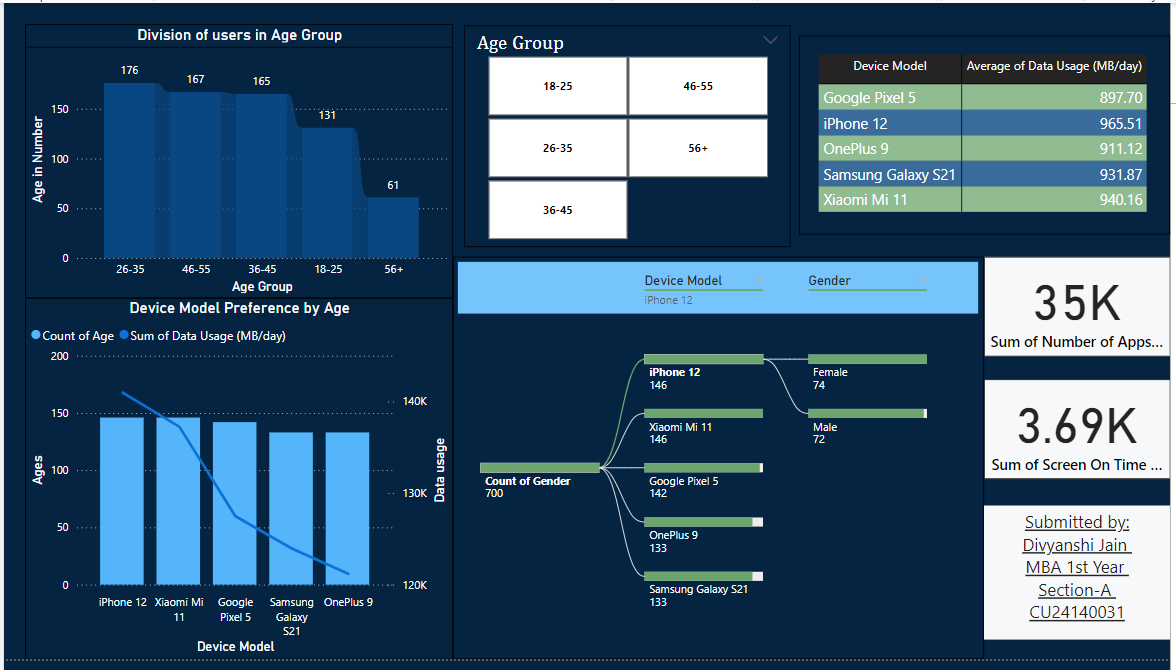 Division of users in Age Group
Age in Number
150
100
50
0
176
167
165
131
61
26-35
46-55
36-45
18-25
56+
Age Group
Age Group
18-25
46-55
26-35
56+
36-45
Device Model Average of Data Usage (MB/day)
Google Pixel 5 897.70
iPhone 12 965.51
OnePlus 9 911.12
Samsung Galaxy S21 931.87
Xiaomi Mi 11 940.16
Device Model Preference by Age
Count of Age Sum of Data Usage (MB/day)
Ages
200
150
100
50
0
140K
130K
120K
Data usage
iPhone 12
Xiaomi Mi
11
Google
Pixel 5
Samsung
Galaxy
S21
OnePlus 9
Device Model
Device Model
iPhone 12
Gender
Count of Gender
700
iPhone 12
146
Xiaomi Mi 11
146
Google Pixel 5
142
OnePlus 9
133
Samsung Galaxy S21
133
Female
74
Male
72
35K
Sum of Number of Apps...
3.69K
Sum of Screen On Time ...
Submitted by:
Divyanshi Jain
MBA 1st Year
Section-A
CU24140031